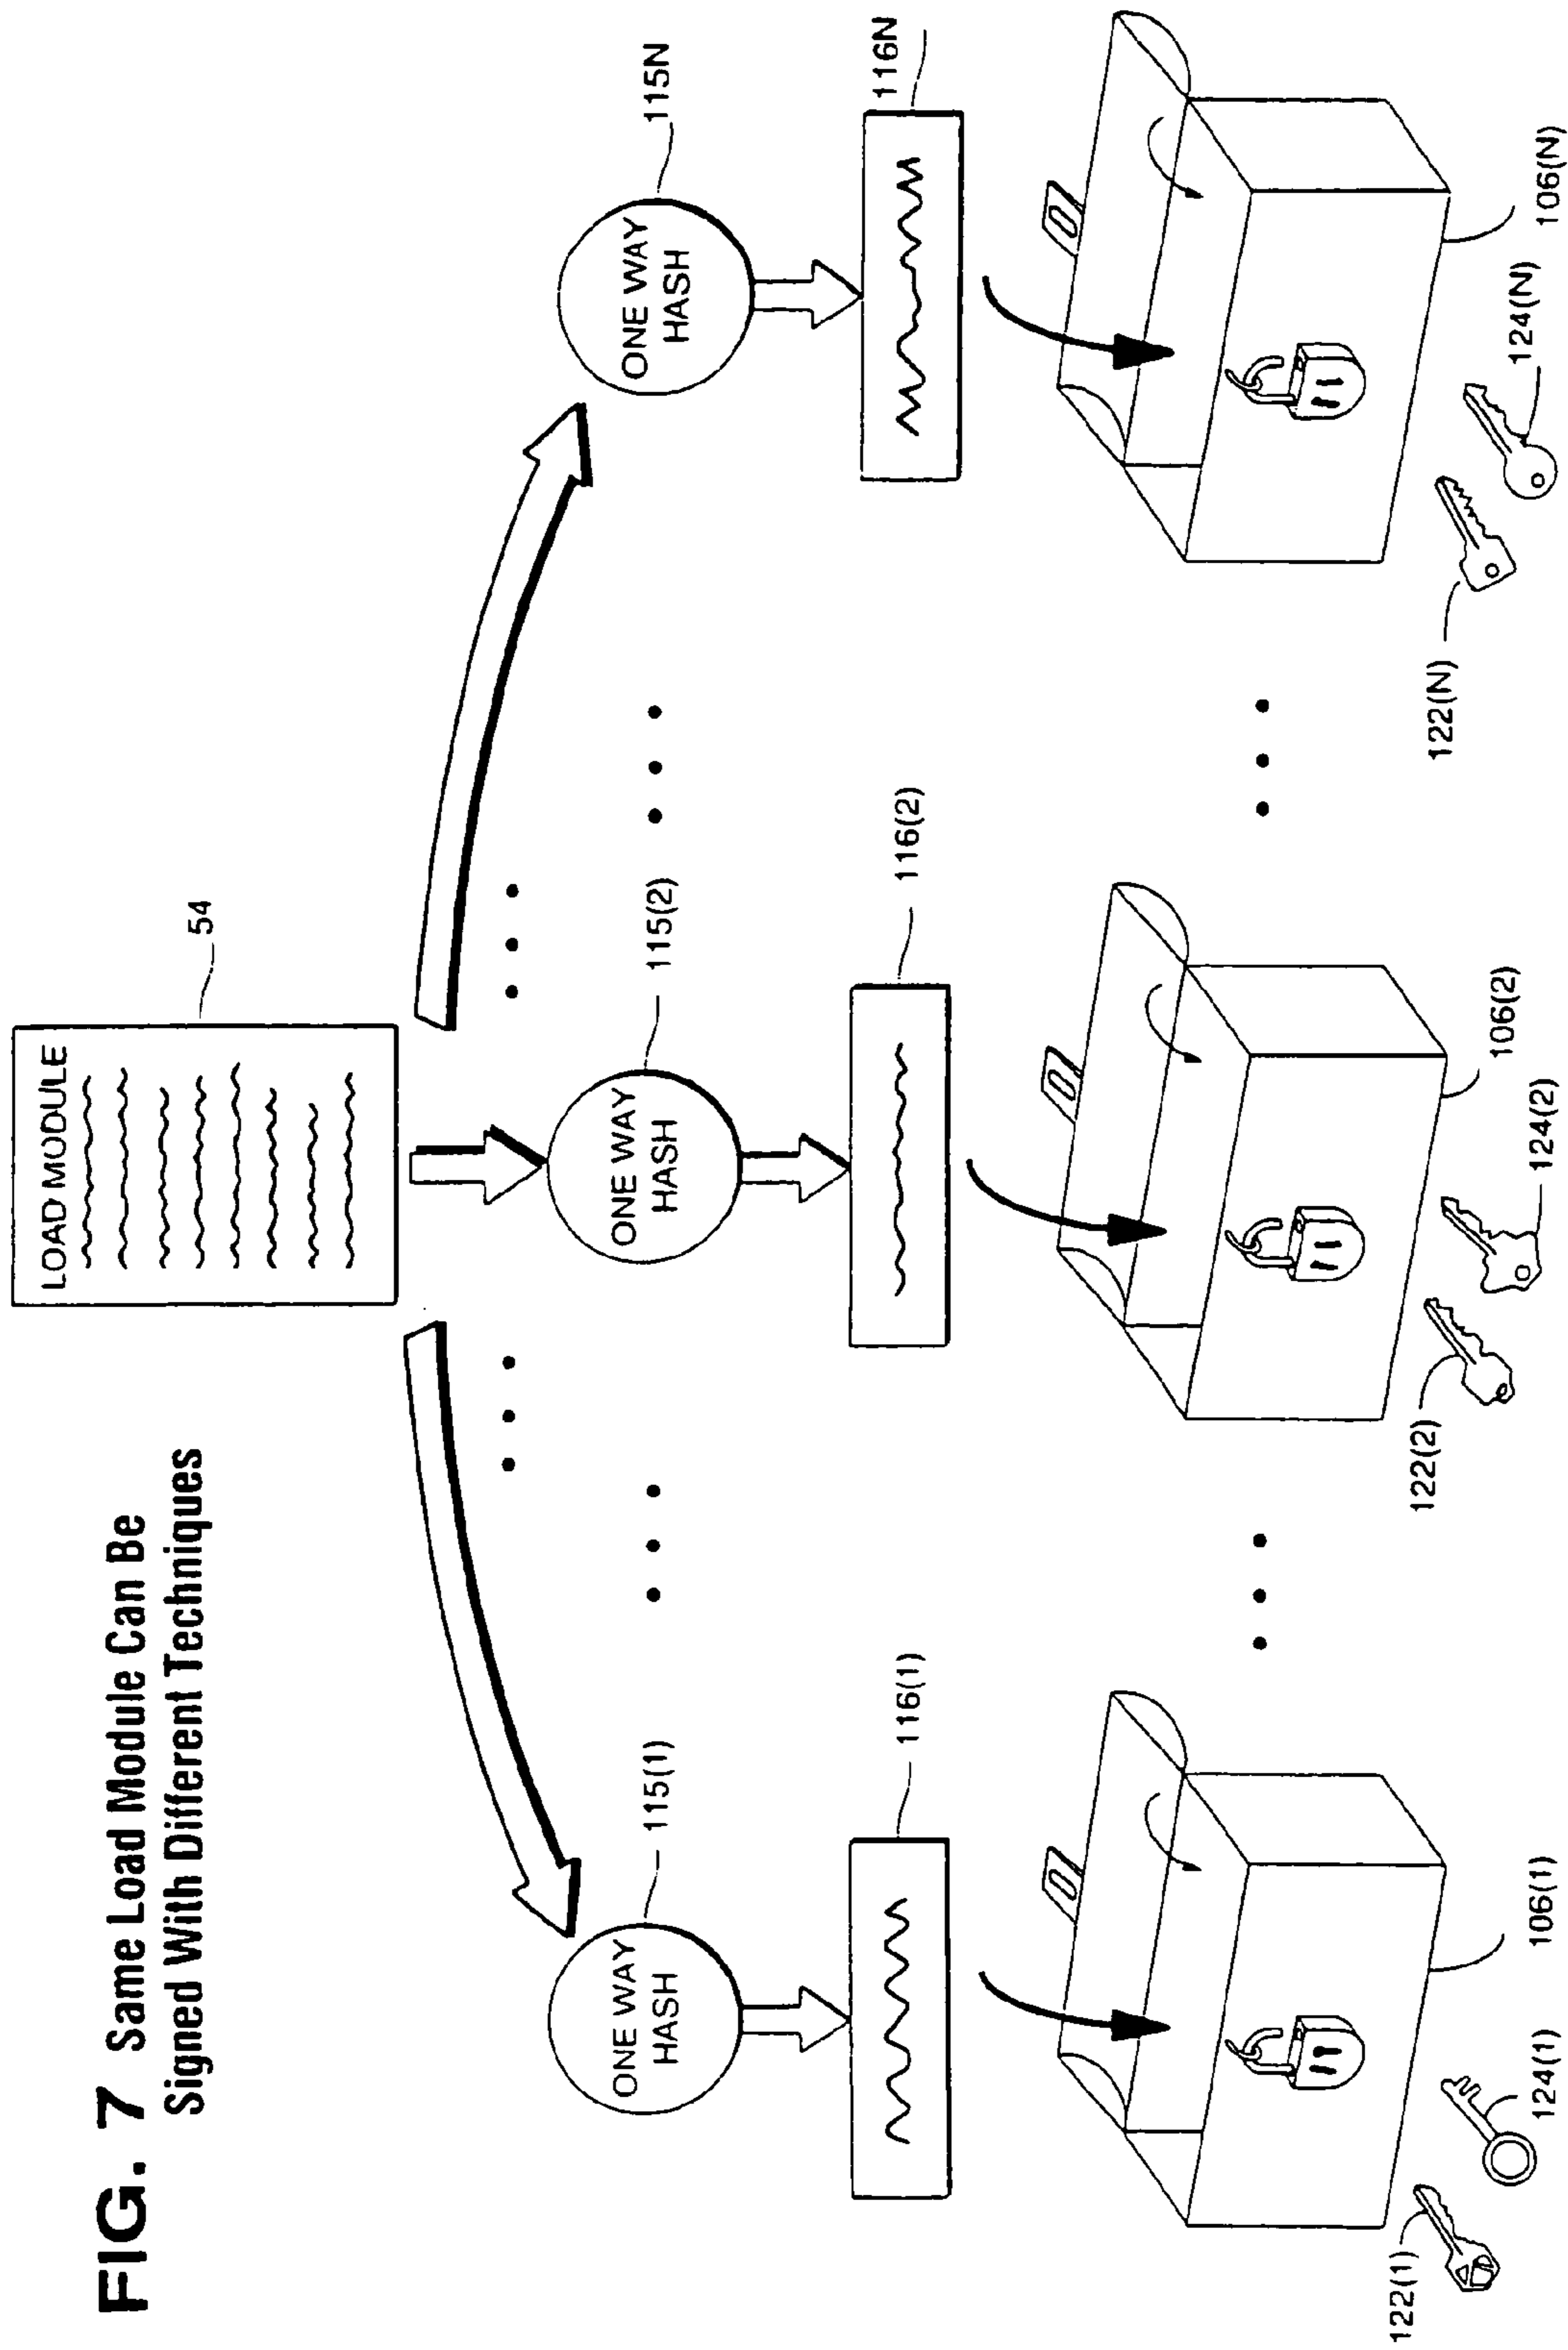 FIG. 7 Same Load Module Can Be
Signed With Different Techniques
LOAD MODULE
54
ONE WAY
HASH
115(1)
ONE WAY
HASH
115(2)
ONE WAY
HASH
115N
116(1)
116(2)
116N
122(1)
124(1)
106(1)
122(2)
124(2)
106(2)
122(N)
124(N)
106(N)